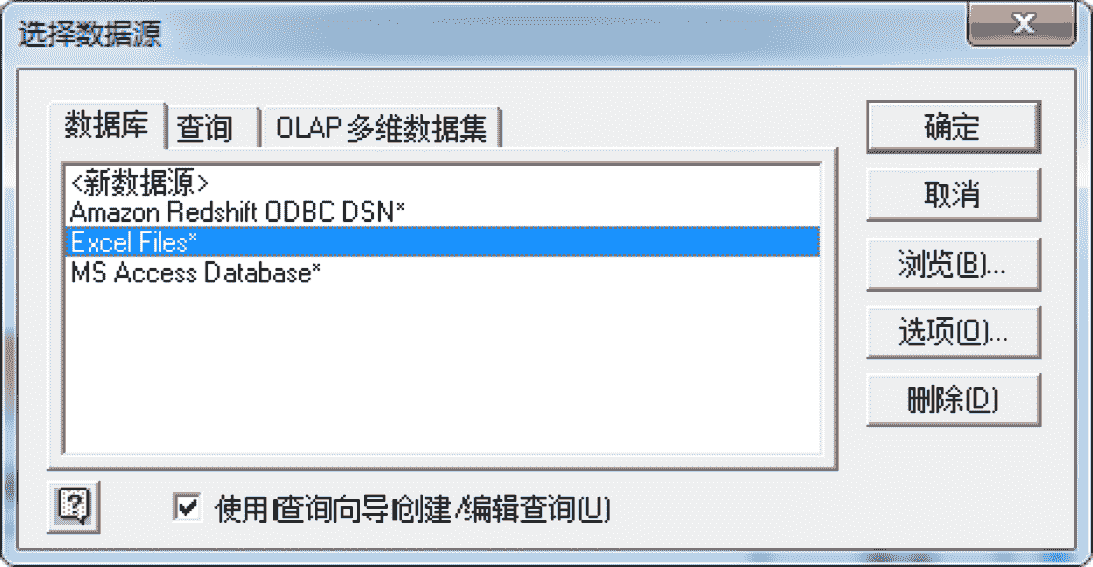 选择数据源
数据库 查询 OLAP 多维数据集
<新数据源>
Amazon Redshift ODBC DSN*
Excel Files*
MS Access Database*
确定
取消
浏览(B)...
选项(O)...
删除(D)
使用|查询向导|创建/编辑查询(U)